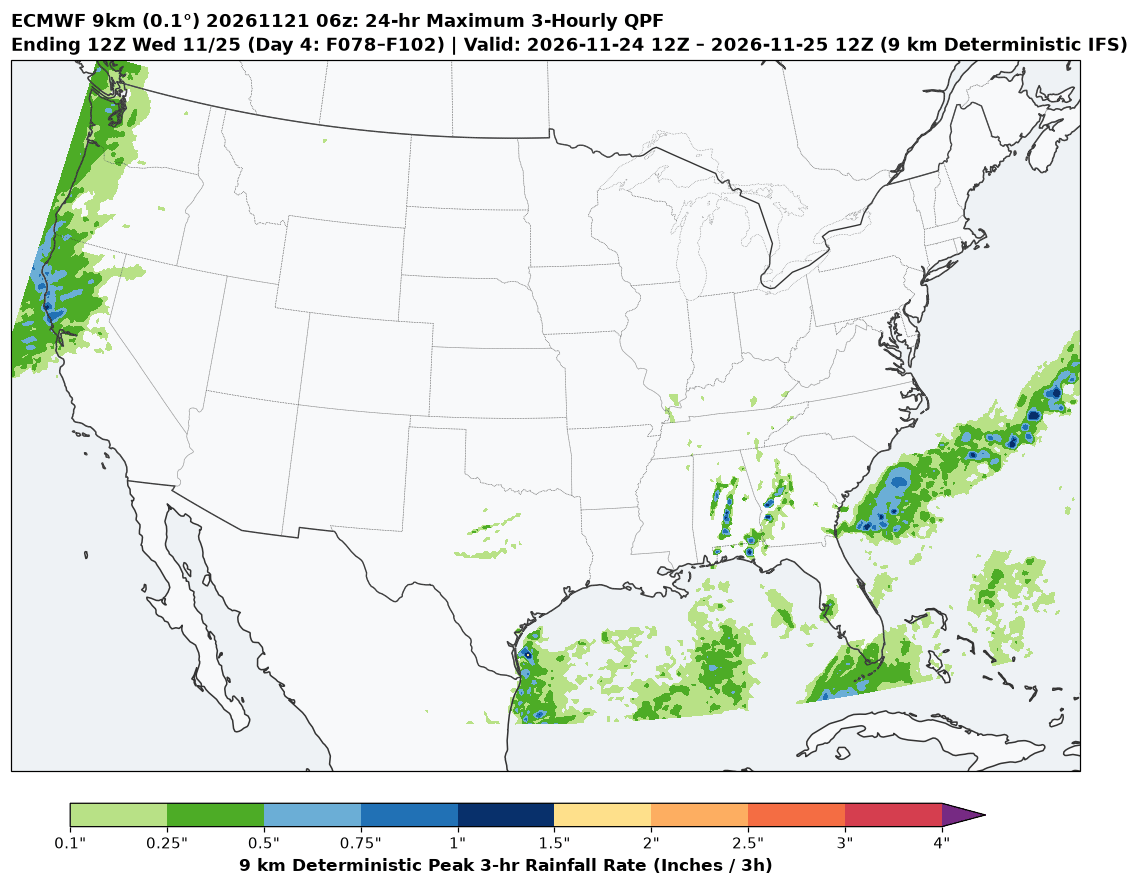 ECMWF 9km (0.1°) 20261121 06z: 24-hr Maximum 3-Hourly QPF
Ending 12Z Wed 11/25 (Day 4: F078–F102) | Valid: 2026-11-24 12Z – 2026-11-25 12Z (9 km Deterministic IFS)
0.1" 0.25" 0.5" 0.75" 1" 1.5" 2" 2.5" 3" 4"
9 km Deterministic Peak 3-hr Rainfall Rate (Inches / 3h)